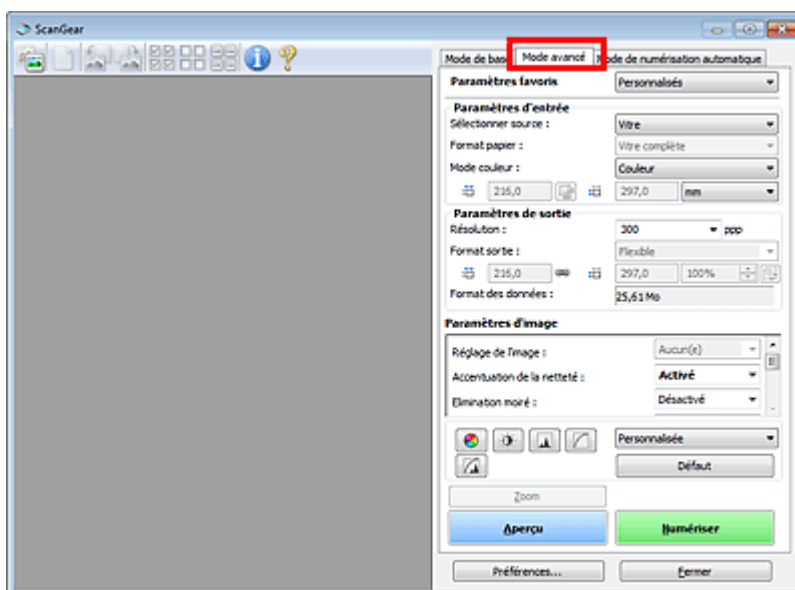 ScanGear
Mode de base Mode avancé Mode de numérisation automatique
Paramètres favoris Personnalisés
Paramètres d'entrée
Sélectionner source : Vitre
Format papier : Vitre complète
Mode couleur : Couleur
216,0 297,0 mm
Paramètres de sortie
Résolution : 300 ppp
Format sortie : Flexible
216,0 297,0 100%
Format des données : 25,61 Mo
Paramètres d'image
Réglage de l'image : Aucun(e)
Accentuation de la netteté : Activé
Elimination moiré : Désactivé
Personnalisée
Défaut
Zoom
Aperçu Numériser
Préférences... Fermer